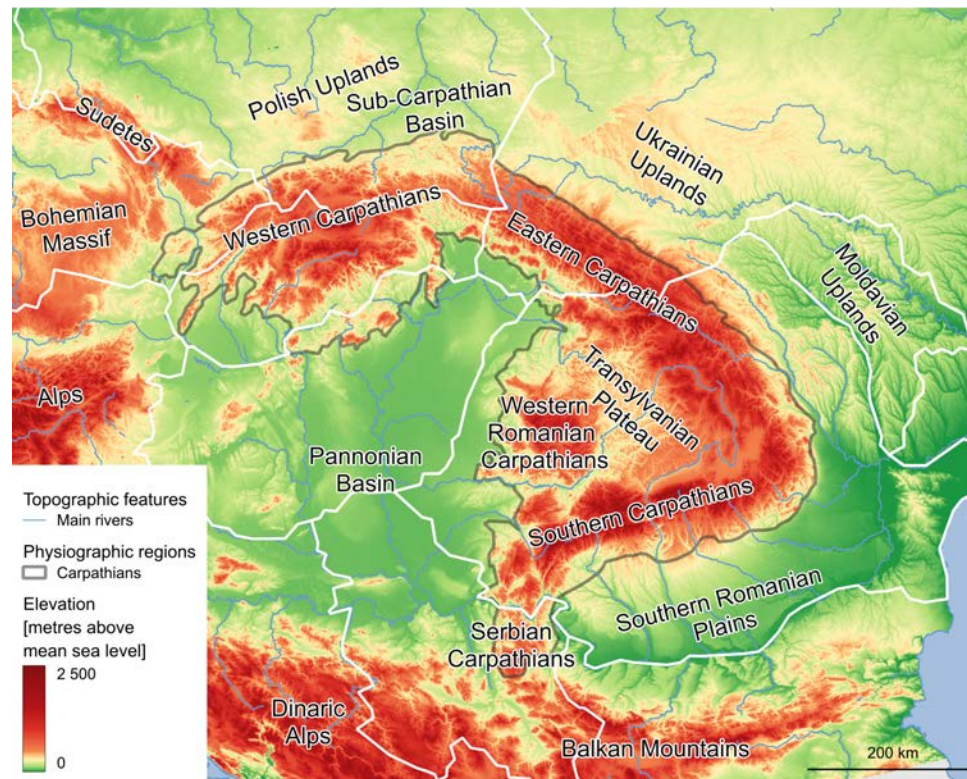 Polish Uplands
Sub-Carpathian
Basin
Sudetes
Ukrainian
Uplands
Bohemian
Massif
Western Carpathians
Eastern Carpathians
Moldavian
Uplands
Alps
Transylvanian
Plateau
Western
Romanian
Carpathians
Pannonian
Basin
Southern Carpathians
Southern Romanian
Plains
Serbian
Carpathians
Dinaric
Alps
Balkan Mountains
200 km
Topographic features
Main rivers
Physiographic regions
Carpathians
Elevation
[metres above
mean sea level]
2 500
0